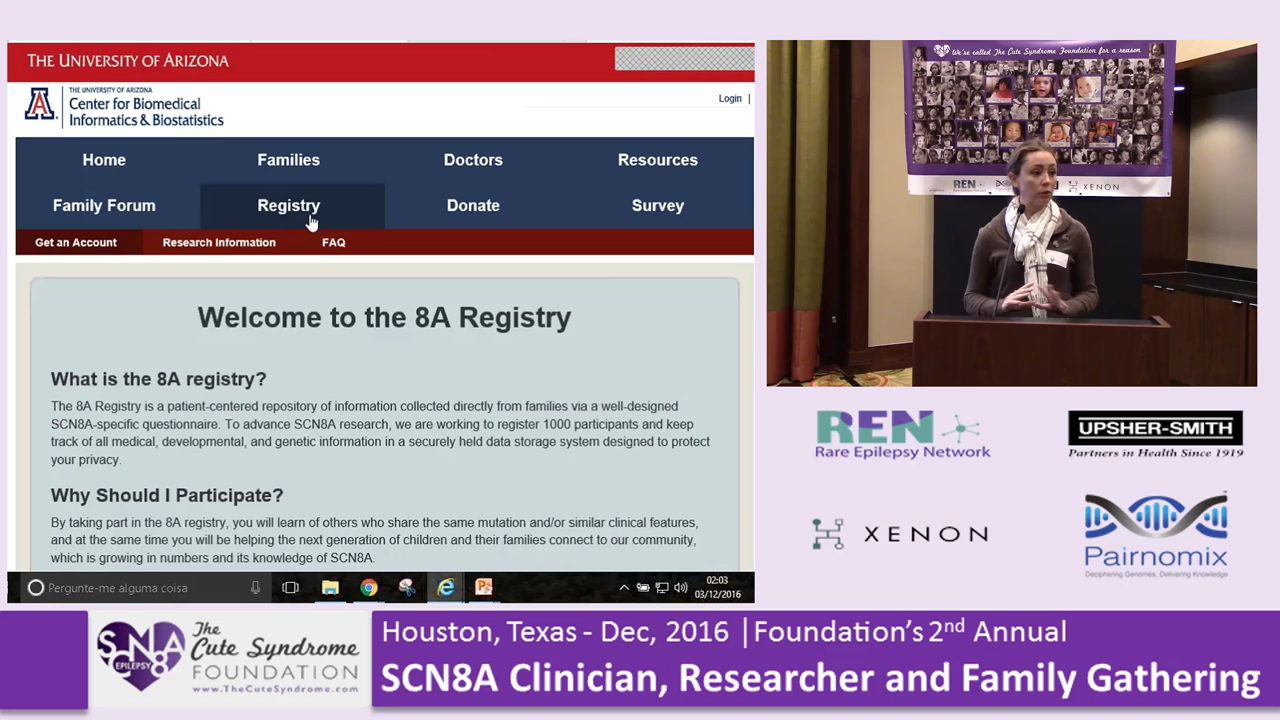 THE UNIVERSITY OF ARIZONA
THE UNIVERSITY OF ARIZONA
Center for Biomedical
Informatics & Biostatistics
Login |
Home
Families
Doctors
Resources
Family Forum
Registry
Donate
Survey
Get an Account
Research Information
FAQ
Welcome to the 8A Registry
What is the 8A registry?
The 8A Registry is a patient-centered repository of information collected directly from families via a well-designed
SCN8A-specific questionnaire. To advance SCN8A research, we are working to register 1000 participants and keep
track of all medical, developmental, and genetic information in a securely held data storage system designed to protect
your privacy.
Why Should I Participate?
By taking part in the 8A registry, you will learn of others who share the same mutation and/or similar clinical features,
and at the same time you will be helping the next generation of children and their families connect to our community,
which is growing in numbers and its knowledge of SCN8A.
Pergunte-me alguma coisa
02:03
03/12/2016
We're called The Cute Syndrome Foundation for a reason
REN
XENON
REN
Rare Epilepsy Network
UPSHER-SMITH
Partners in Health Since 1919
XENON
Pairnomix
Deciphering Genomes, Delivering Knowledge
SCN8A
EPILEPSY
The
Cute Syndrome
FOUNDATION
www.TheCuteSyndrome.com
Houston, Texas - Dec, 2016 | Foundation's 2nd Annual
SCN8A Clinician, Researcher and Family Gathering